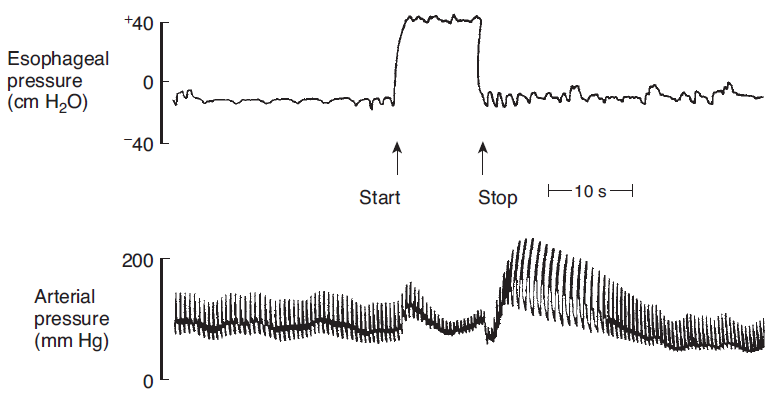 +40
Esophageal
pressure
(cm H₂O)
0
−40
Start
Stop
10 s
200
Arterial
pressure
(mm Hg)
0